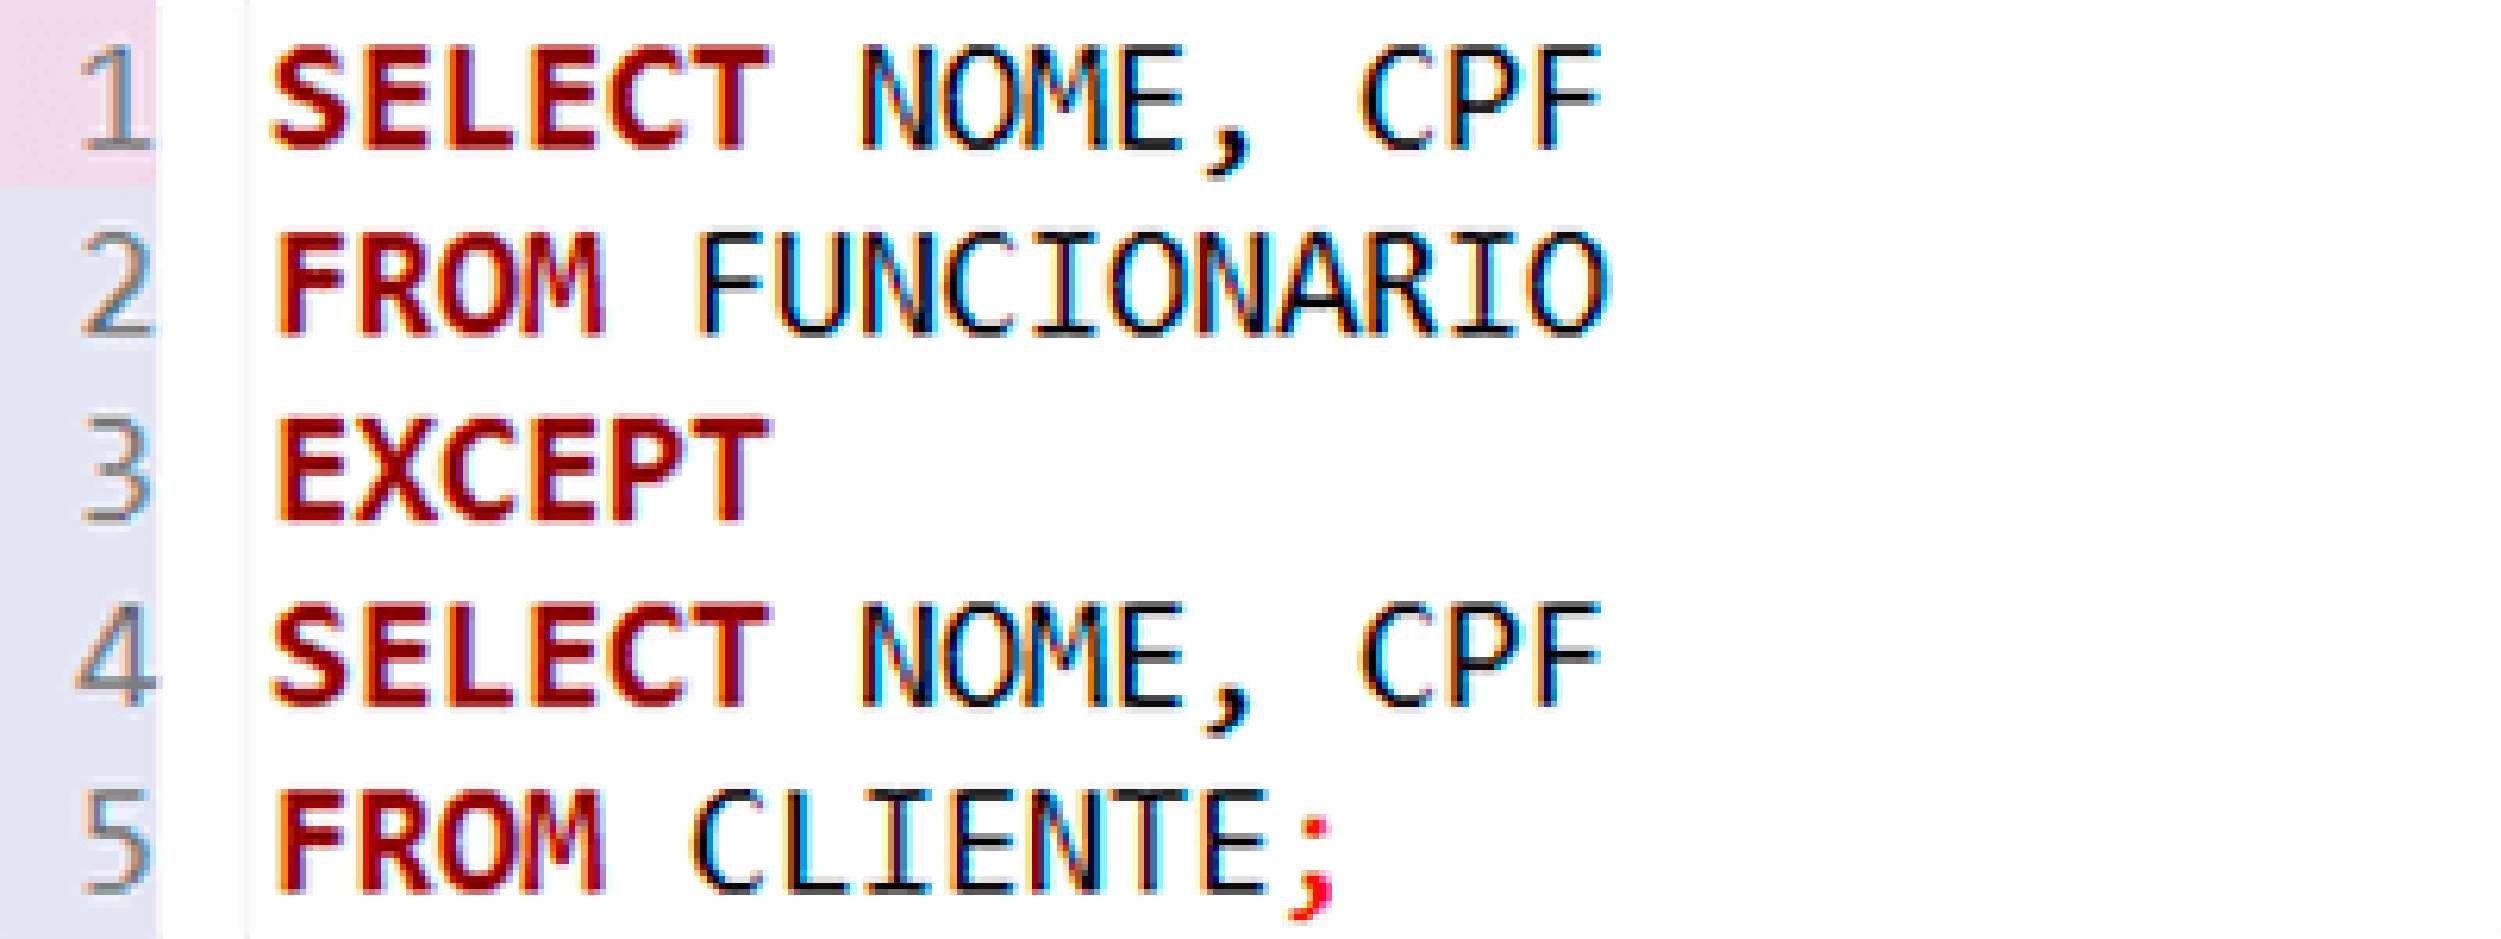 1 SELECT NOME, CPF
2 FROM FUNCIONARIO
3 EXCEPT
4 SELECT NOME, CPF
5 FROM CLIENTE;